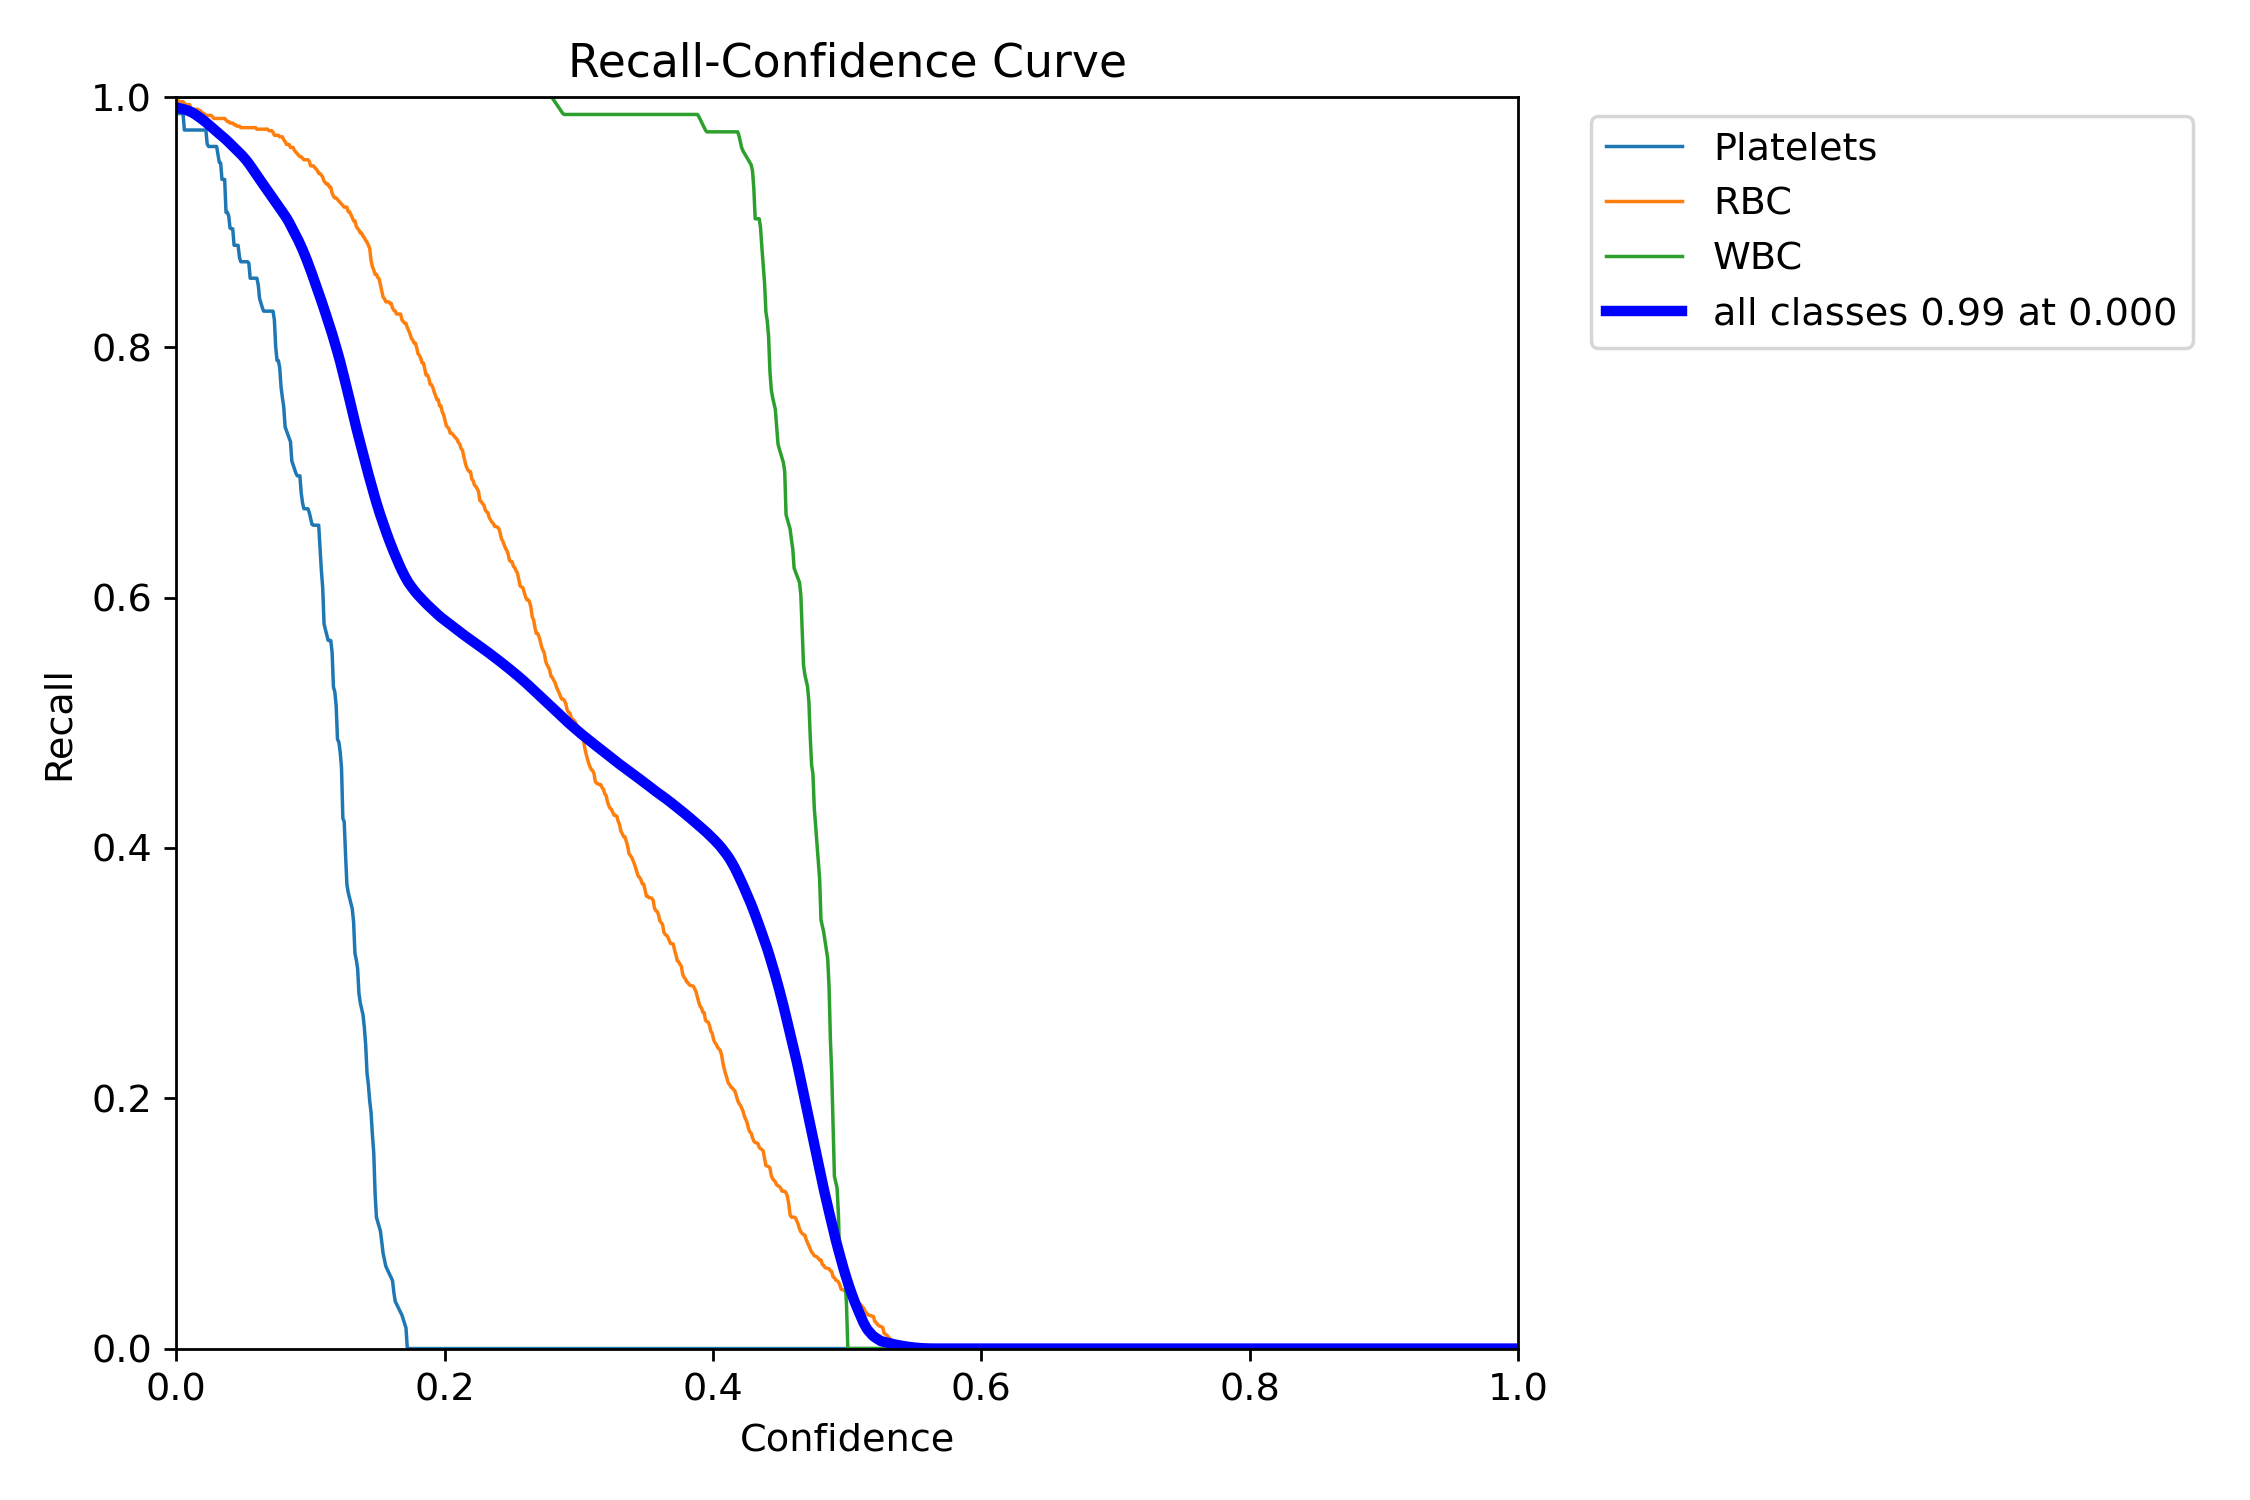 Recall-Confidence Curve
1.0
0.8
0.6
0.4
0.2
0.0
Recall
0.0 0.2 0.4 0.6 0.8 1.0
Confidence
Platelets
RBC
WBC
all classes 0.99 at 0.000